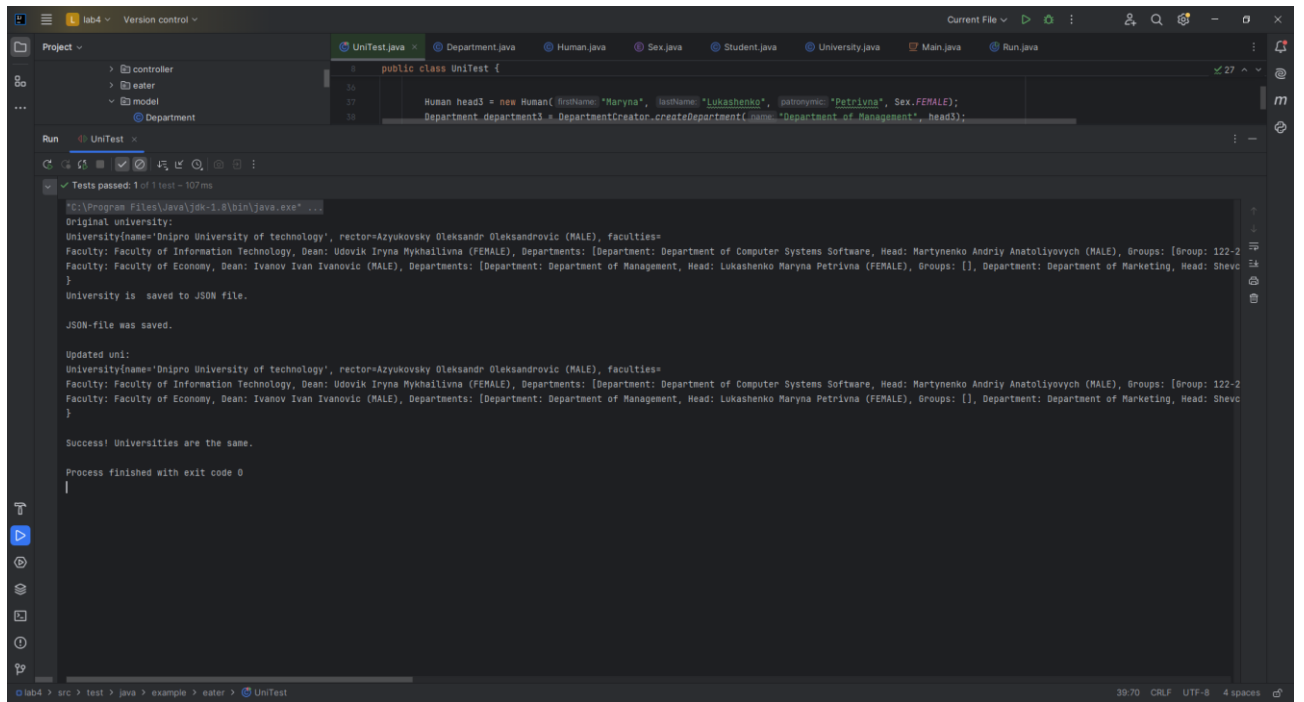 L lab4 Version control Current File
Project
UniTest.java Department.java Human.java Sex.java Student.java University.java Main.java Run.java
controller
eater
model
Department
8 public class UniTest { 27
36
37 Human head3 = new Human( firstName: "Maryna", lastName: "Lukashenko", patronymic: "Petrivna", Sex.FEMALE);
38 Department department3 = DepartmentCreator.createDepartment( name: "Department of Management", head3);
m
Run UniTest
Tests passed: 1 of 1 test – 107 ms
"C:\Program Files\Java\jdk-1.8\bin\java.exe" ...
Original university:
University{name='Dnipro University of technology', rector=Azyukovsky Oleksandr Oleksandrovic (MALE), faculties=
Faculty: Faculty of Information Technology, Dean: Udovik Iryna Mykhailivna (FEMALE), Departments: [Department: Department of Computer Systems Software, Head: Martynenko Andriy Anatoliyovych (MALE), Groups: [Group: 122-2
Faculty: Faculty of Economy, Dean: Ivanov Ivan Ivanovic (MALE), Departments: [Department: Department of Management, Head: Lukashenko Maryna Petrivna (FEMALE), Groups: [], Department: Department of Marketing, Head: Shevc
}
University is  saved to JSON file.
JSON-file was saved.
Updated uni:
University{name='Dnipro University of technology', rector=Azyukovsky Oleksandr Oleksandrovic (MALE), faculties=
Faculty: Faculty of Information Technology, Dean: Udovik Iryna Mykhailivna (FEMALE), Departments: [Department: Department of Computer Systems Software, Head: Martynenko Andriy Anatoliyovych (MALE), Groups: [Group: 122-2
Faculty: Faculty of Economy, Dean: Ivanov Ivan Ivanovic (MALE), Departments: [Department: Department of Management, Head: Lukashenko Maryna Petrivna (FEMALE), Groups: [], Department: Department of Marketing, Head: Shevc
}
Success! Universities are the same.
Process finished with exit code 0
lab4 > src > test > java > example > eater > UniTest 39:70 CRLF UTF-8 4 spaces